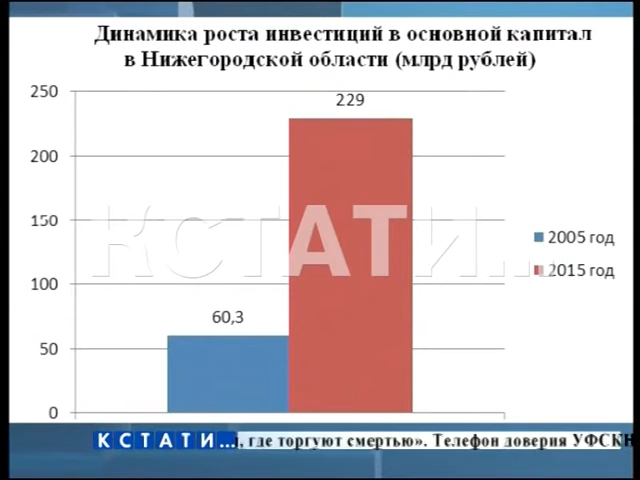 Динамика роста инвестиций в основной капитал
в Нижегородской области (млрд рублей)
250
200
150
100
50
0
229
60,3
2005 год
2015 год
КСТАТИ...
КСТАТИ... , где торгуют смертью». Телефон доверия УФСКН